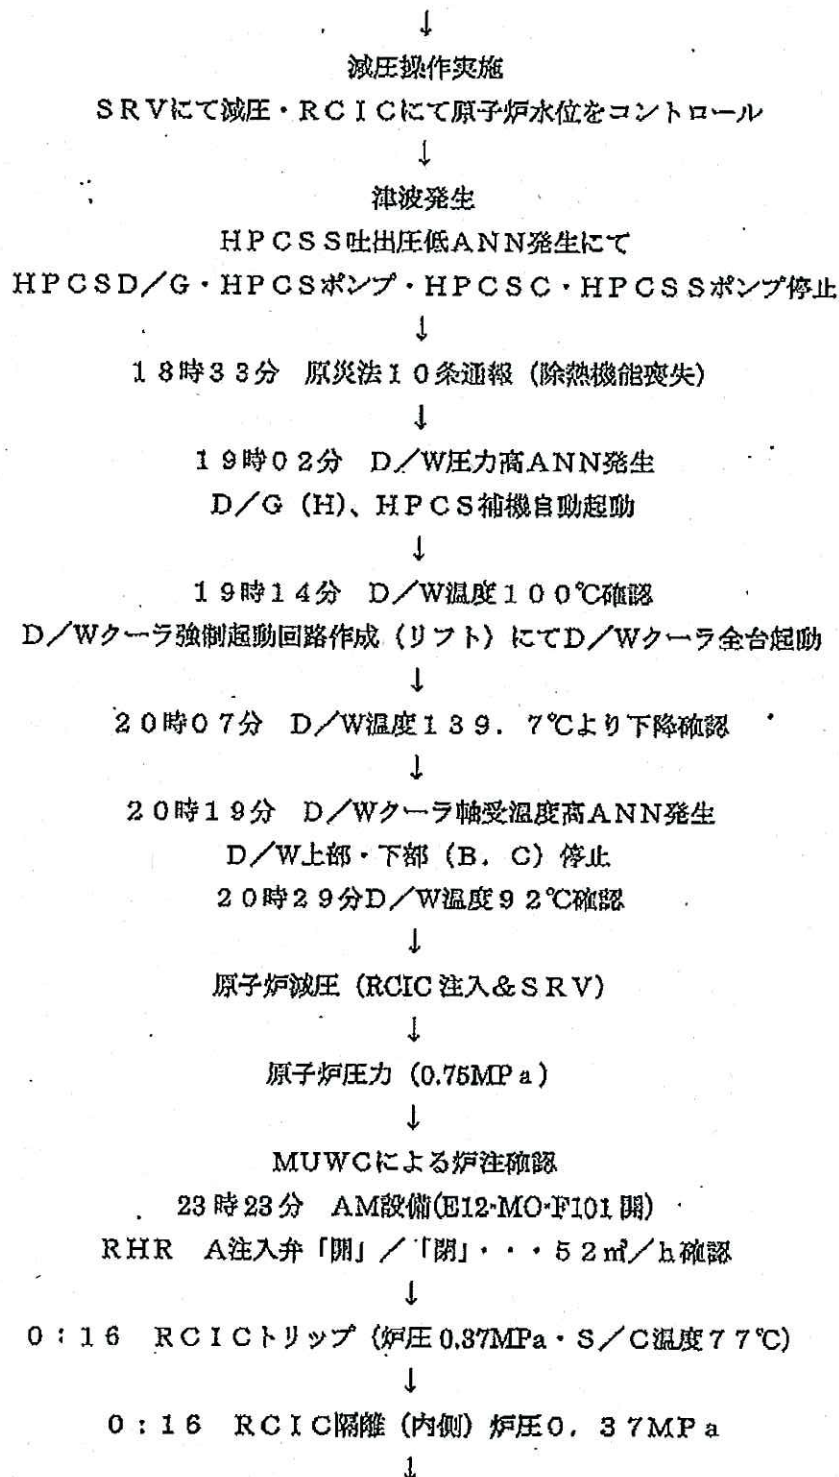 ↓
減圧操作実施
SRVにて減圧・RCICにて原子炉水位をコントロール
↓
津波発生
HPCSS吐出圧低ANN発生にて
HPCSD/G・HPCSポンプ・HPCSC・HPCSSポンプ停止
↓
18時33分 原災法10条通報(除熱機能喪失)
↓
19時02分 D/W圧力高ANN発生
D/G(H)、HPCS補機自動起動
↓
19時14分 D/W温度100℃確認
D/Wクーラ強制起動回路作成(リフト)にてD/Wクーラ全台起動
↓
20時07分 D/W温度139.7℃より下降確認
↓
20時19分 D/Wクーラ軸受温度高ANN発生
D/W上部・下部(B.C)停止
20時29分D/W温度92℃確認
↓
原子炉減圧(RCIC注入&SRV)
↓
原子炉圧力(0.75MPa)
↓
MUWCによる炉注確認
23時23分 AM設備(E12-MO-F101開)
RHR A注入弁「開」/「閉」・・・52㎥/h確認
↓
0:16 RCICトリップ(炉圧0.37MPa・S/C温度77℃)
↓
0:16 RCIC隔離(内側)炉圧0.37MPa
↓